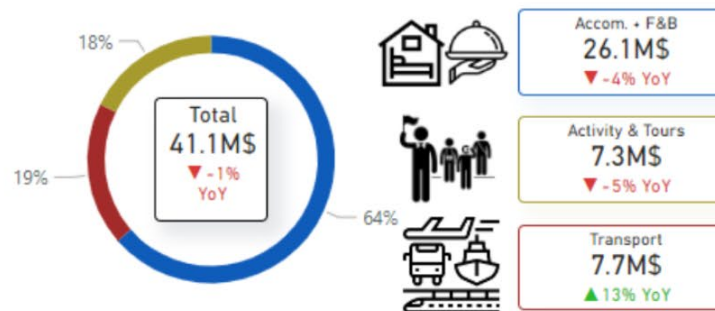 18%
19%
64%
Total
41.1M$
▼ -1%
YoY
Accom. + F&B
26.1M$
▼ -4% YoY
Activity & Tours
7.3M$
▼ -5% YoY
Transport
7.7M$
▲ 13% YoY